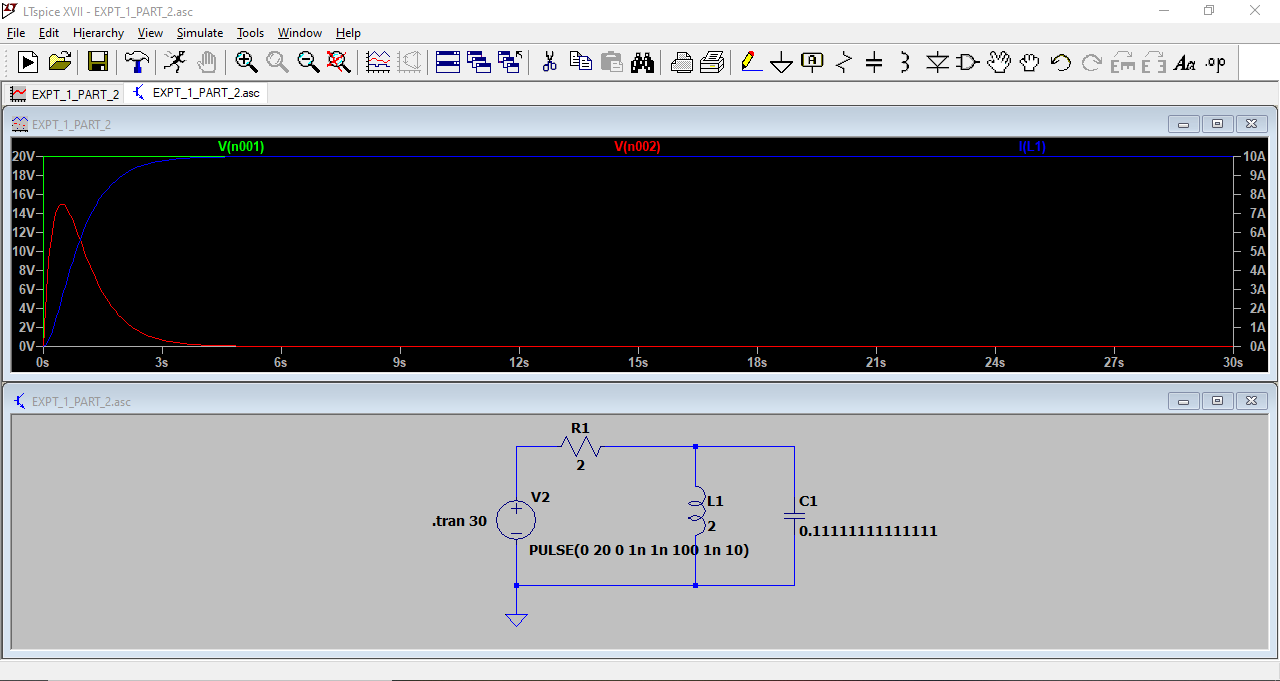 LTspice XVII - EXPT_1_PART_2.asc
File Edit Hierarchy View Simulate Tools Window Help
EXPT_1_PART_2 EXPT_1_PART_2.asc
EXPT_1_PART_2
V(n001) V(n002) I(L1)
20V 10A
18V 9A
16V 8A
14V 7A
12V 6A
10V 5A
8V 4A
6V 3A
4V 2A
2V 1A
0V 0A
0s 3s 6s 9s 12s 15s 18s 21s 24s 27s 30s
EXPT_1_PART_2.asc
R1
2
V2 L1 C1
.tran 30 2 0.11111111111111
PULSE(0 20 0 1n 1n 100 1n 10)